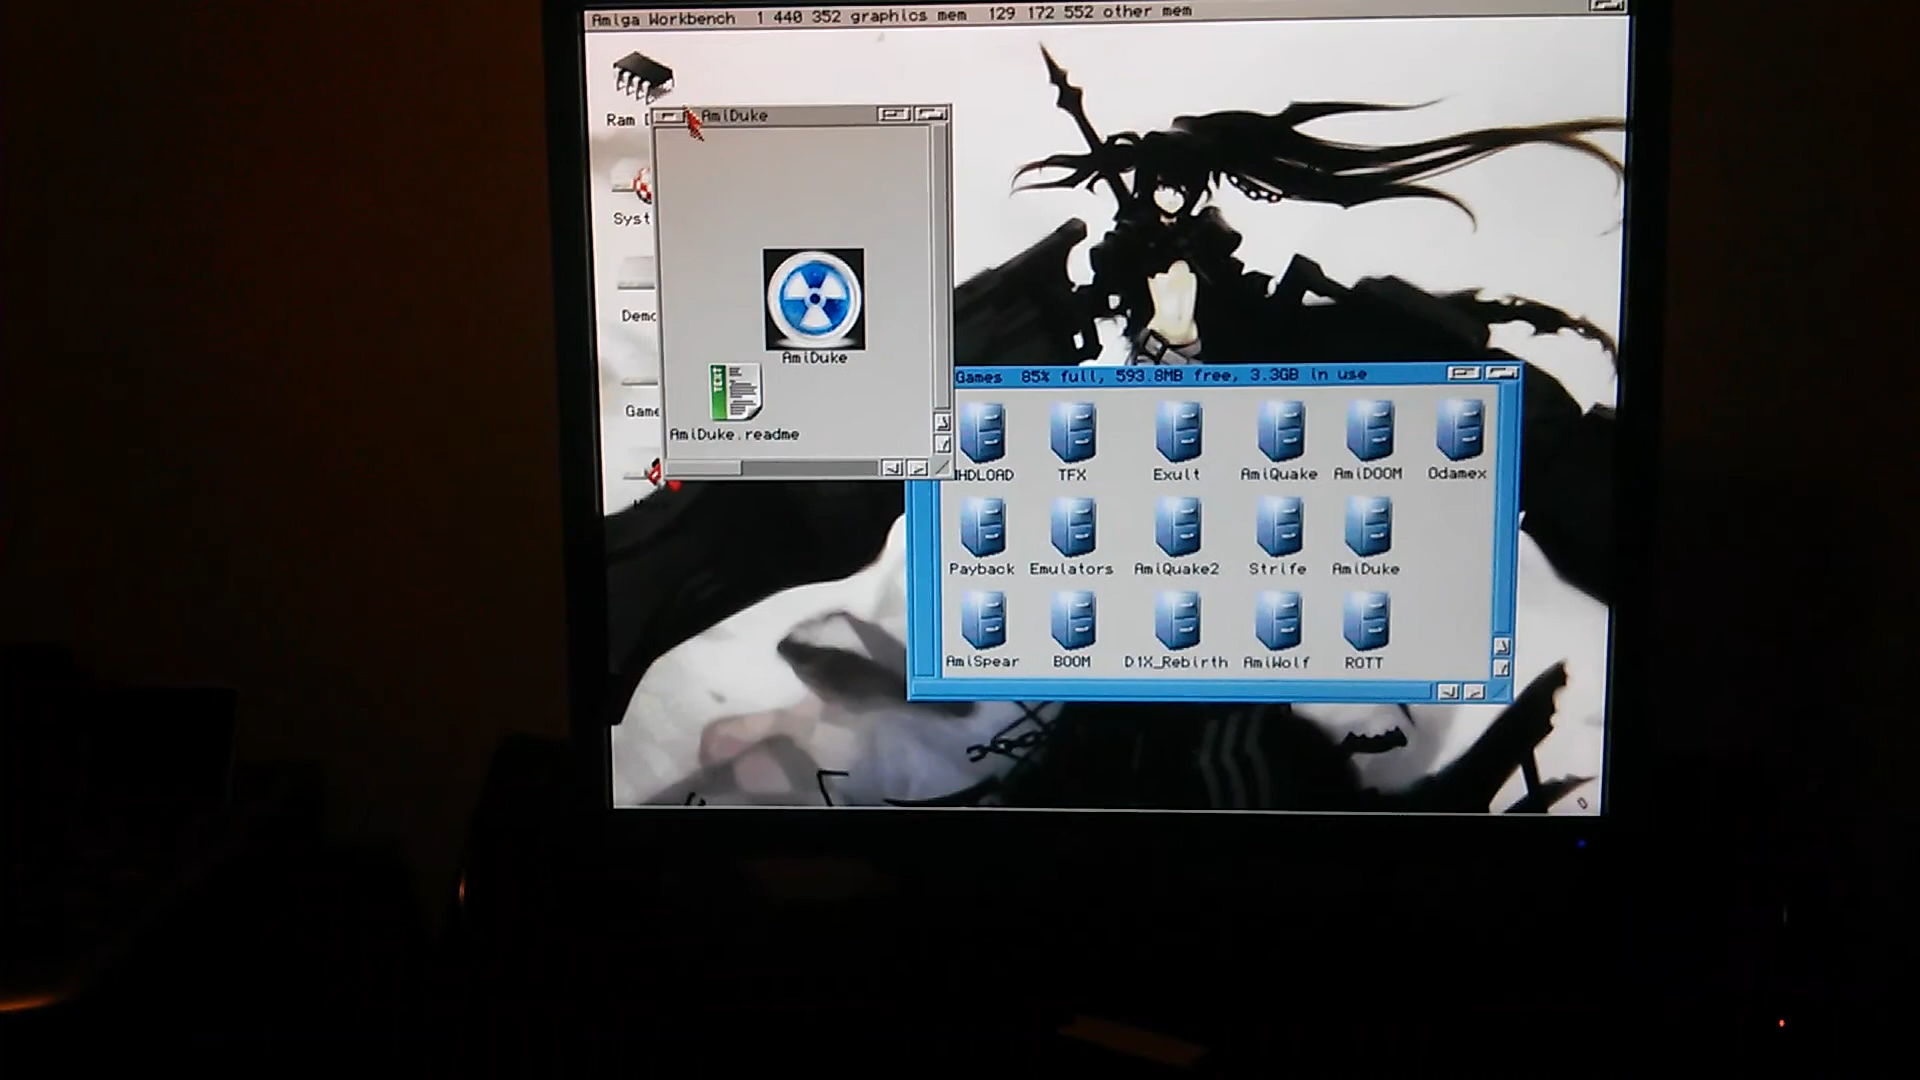 Amiga Workbench 1 440 352 graphics mem 129 172 552 other mem
Ram
AmiDuke
Syst
Demo
AmiDuke
Game
TEXT
AmiDuke.readme
Games 85% full, 593.8MB free, 3.3GB in use
HDLOAD TFX Exult AmiQuake AmiDOOM Odamex
Payback Emulators AmiQuake2 Strife AmiDuke
AmiSpear BOOM D1X_Rebirth AmiWolf ROTT